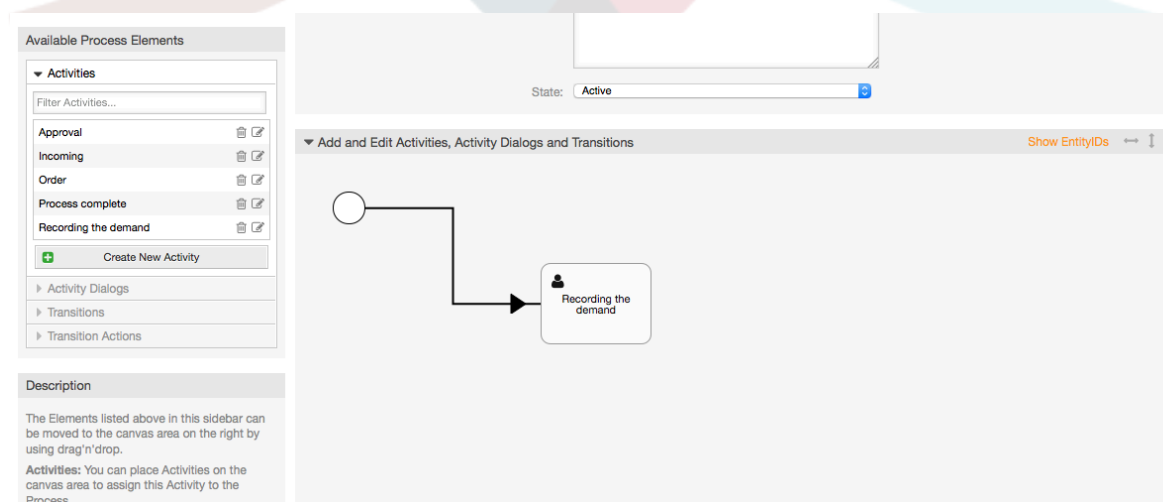 Available Process Elements
Activities
Filter Activities...
Approval
Incoming
Order
Process complete
Recording the demand
Create New Activity
Activity Dialogs
Transitions
Transition Actions
Description
The Elements listed above in this sidebar can
be moved to the canvas area on the right by
using drag'n'drop.
Activities: You can place Activities on the
canvas area to assign this Activity to the
Process.
State: Active
Add and Edit Activities, Activity Dialogs and Transitions
Show EntityIDs
Recording the
demand